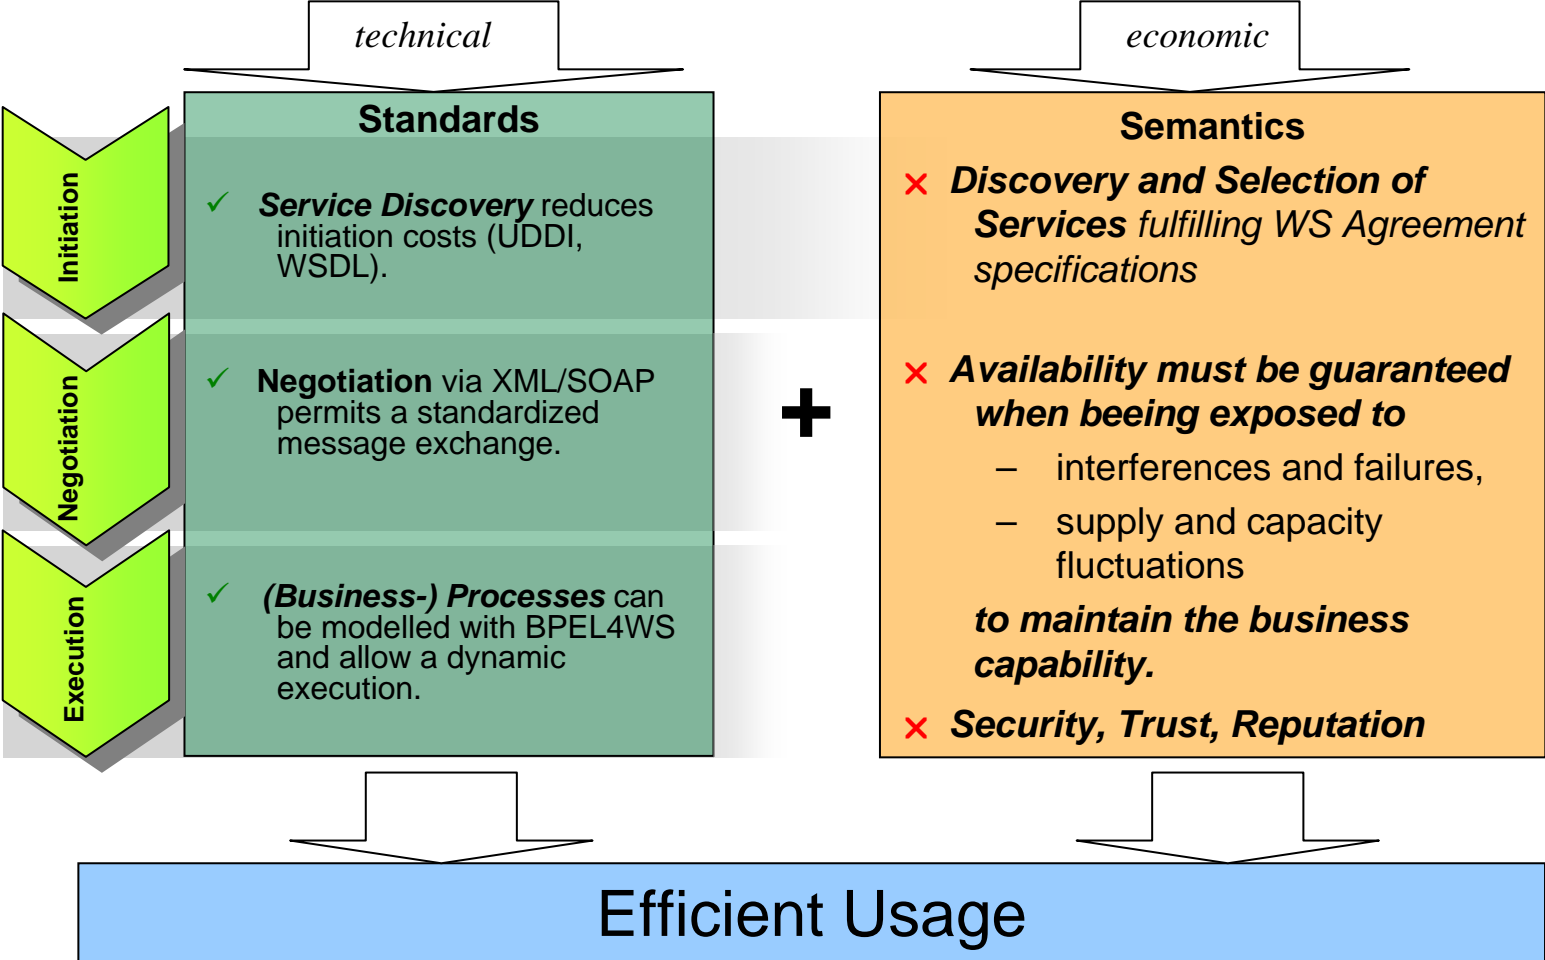 technical
economic
Initiation
Negotiation
Execution
Standards
Service Discovery reduces
initiation costs (UDDI,
WSDL).
Negotiation via XML/SOAP
permits a standardized
message exchange.
(Business-) Processes can
be modelled with BPEL4WS
and allow a dynamic
execution.
+
Semantics
Discovery and Selection of
Services fulfilling WS Agreement
specifications
Availability must be guaranteed
when beeing exposed to
– interferences and failures,
– supply and capacity
fluctuations
to maintain the business
capability.
Security, Trust, Reputation
Efficient Usage